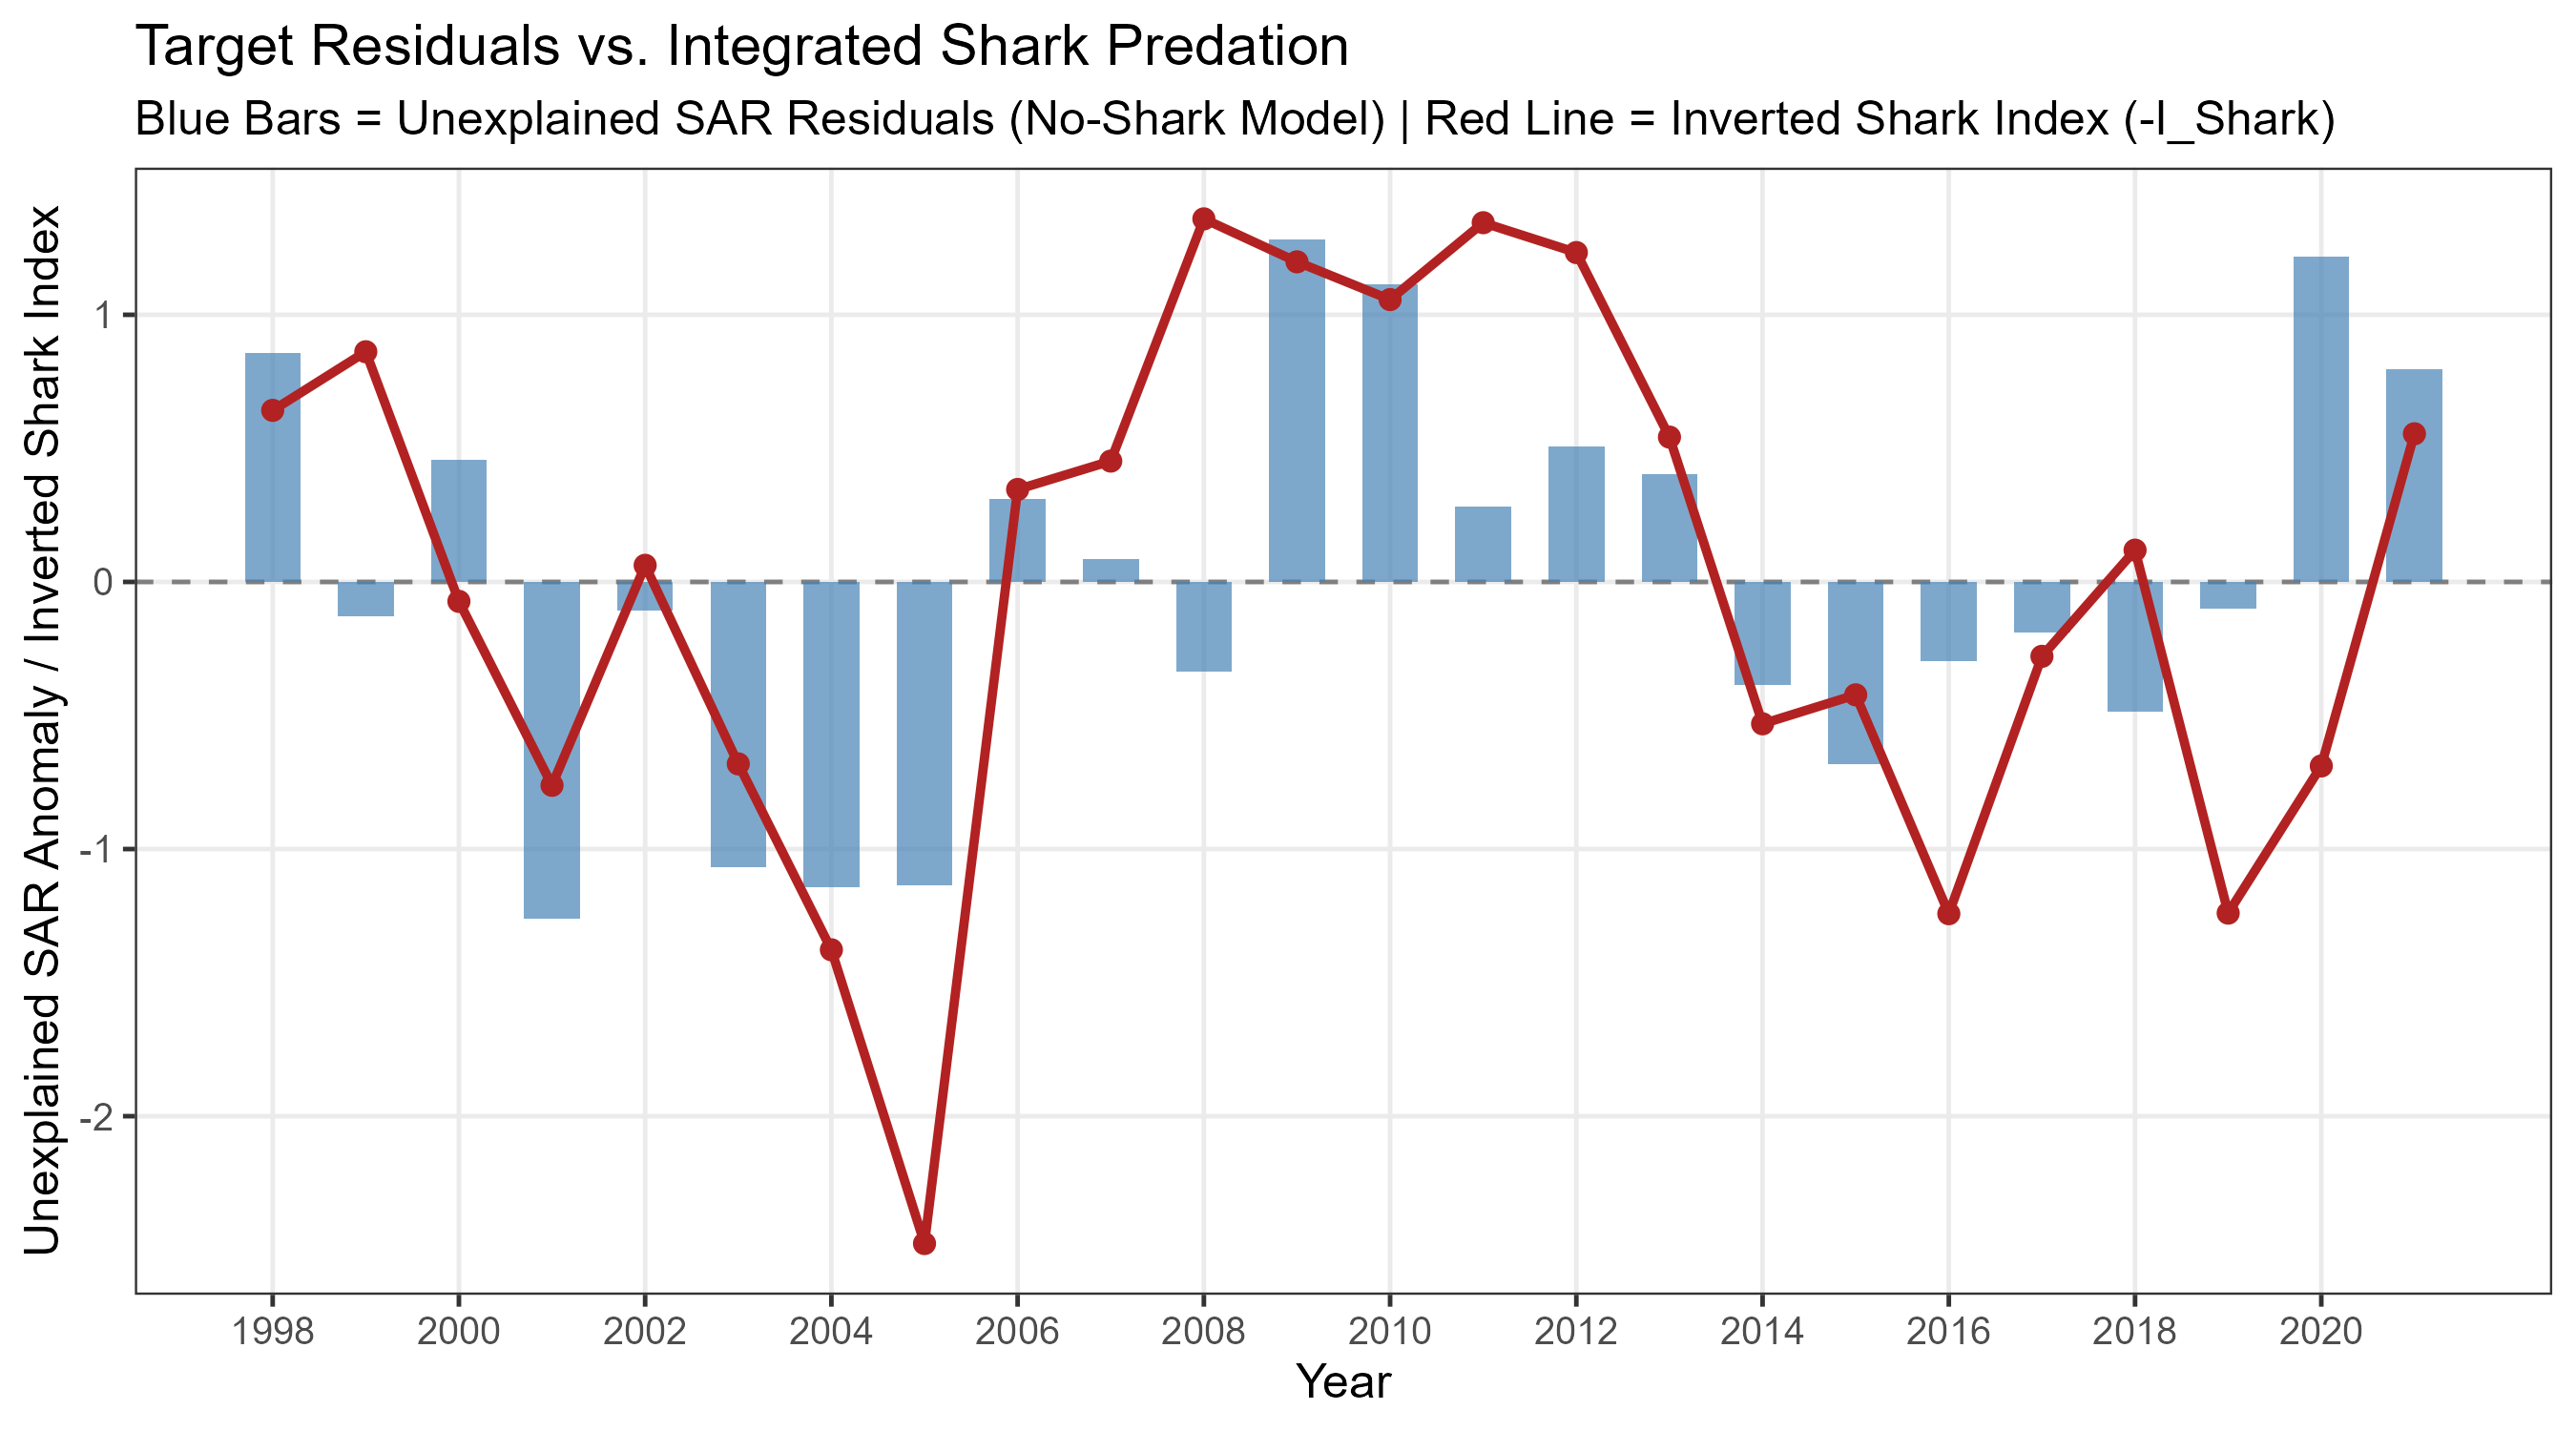 Target Residuals vs. Integrated Shark Predation
Blue Bars = Unexplained SAR Residuals (No-Shark Model) | Red Line = Inverted Shark Index (-I_Shark)
Unexplained SAR Anomaly / Inverted Shark Index
1
0
-1
-2
1998 2000 2002 2004 2006 2008 2010 2012 2014 2016 2018 2020
Year